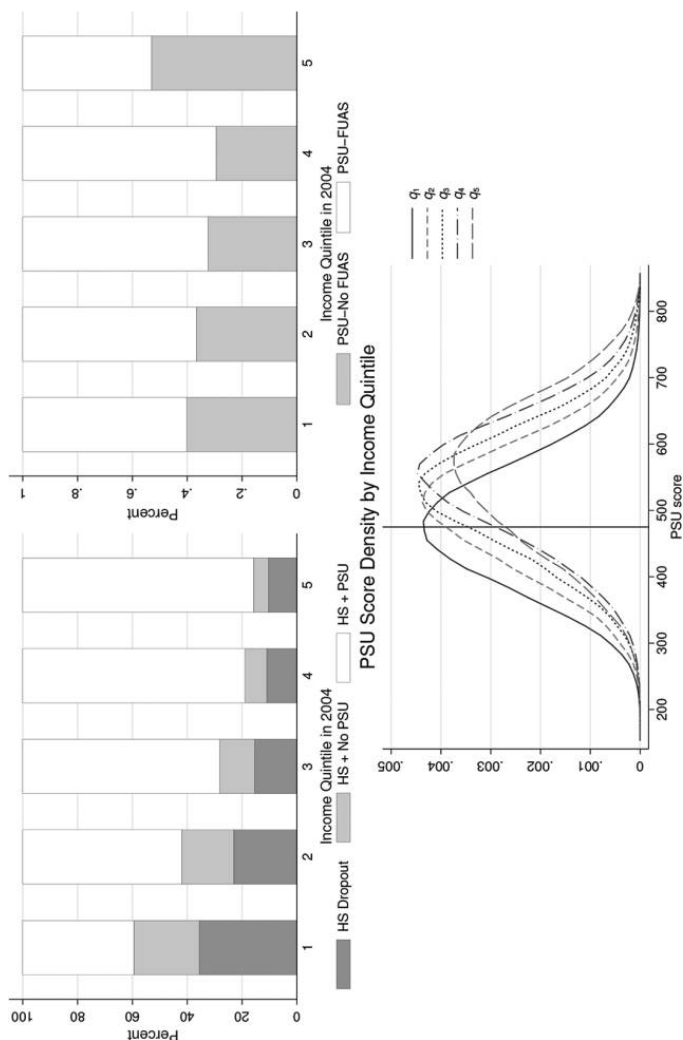 100
80
60
40
20
0
Percent
1 2 3 4 5
Income Quintile in 2004
HS Dropout HS + No PSU HS + PSU
1
.8
.6
.4
.2
0
Percent
1 2 3 4 5
Income Quintile in 2004
PSU–No FUAS PSU–FUAS
PSU Score Density by Income Quintile
.005
.004
.003
.002
.001
0
200 300 400 500 600 700 800
PSU score
q1
q2
q3
q4
q5